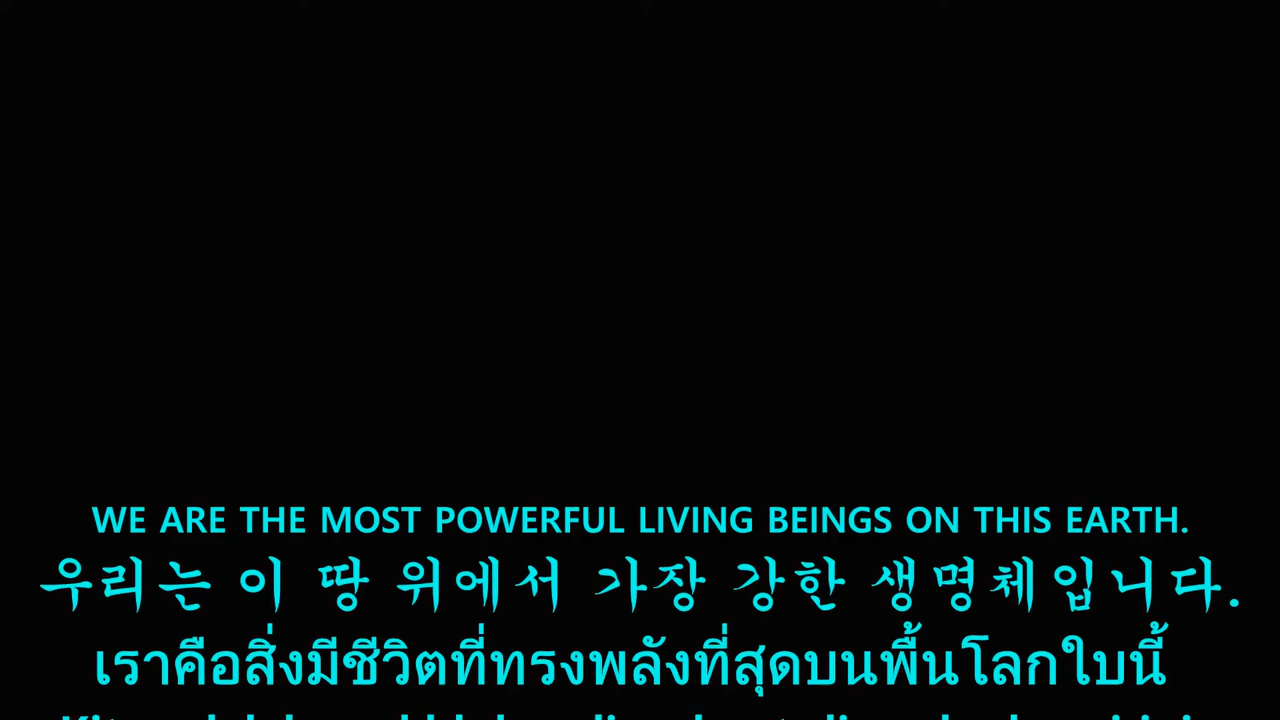 WE ARE THE MOST POWERFUL LIVING BEINGS ON THIS EARTH.
우리는 이 땅 위에서 가장 강한 생명체입니다.
เราคือสิ่งมีชีวิตที่ทรงพลังที่สุดบนพื้นโลกใบนี้